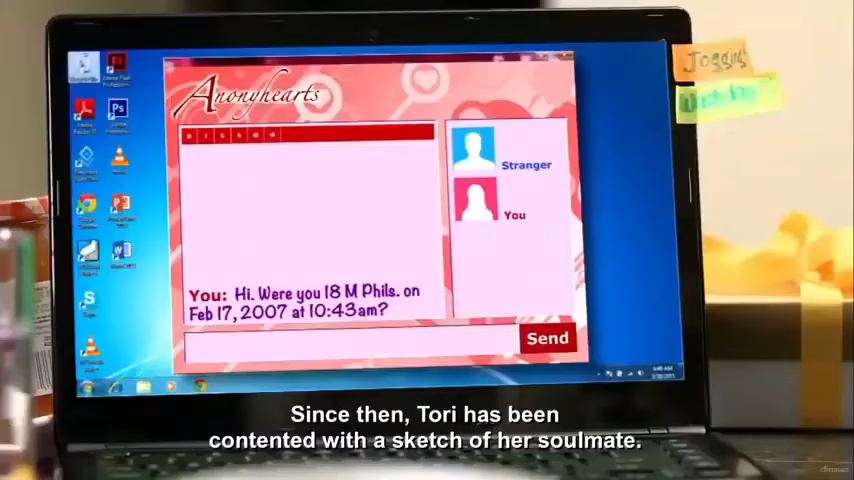 Jogging
Anonyhearts
Stranger
You
You: Hi. Were you 18 M Phils. on
Feb 17, 2007 at 10:43am?
Send
Since then, Tori has been
contented with a sketch of her soulmate.